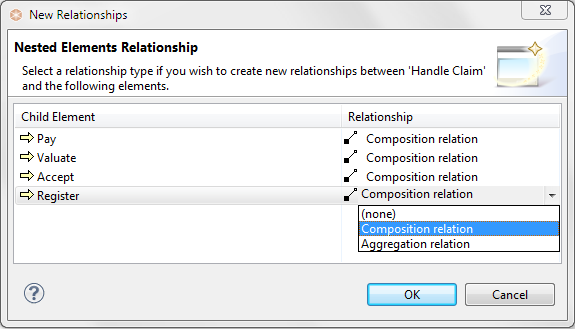 New Relationships
Nested Elements Relationship
Select a relationship type if you wish to create new relationships between 'Handle Claim'
and the following elements.
Child Element Relationship
Pay Composition relation
Valuate Composition relation
Accept Composition relation
Register Composition relation
(none)
Composition relation
Aggregation relation
? OK Cancel